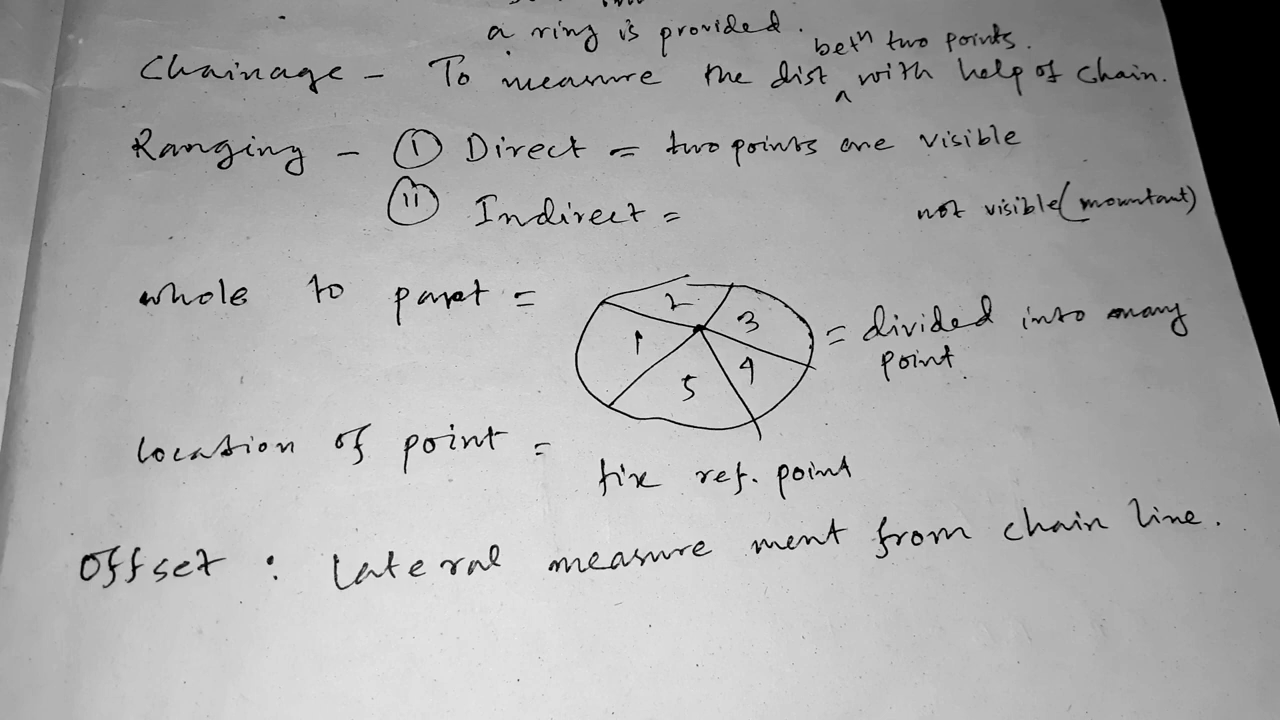 a ring is provided.
betn two points.
Chainage - To measure the dist ^ with help of chain.
Ranging - (i) Direct = two points are visible
(ii) Indirect = not visible (mountant)
whole to part = = divided into many
point.
1 2 3 4 5
location of point = fix ref. point
Offset : Lateral measure ment from chain line.